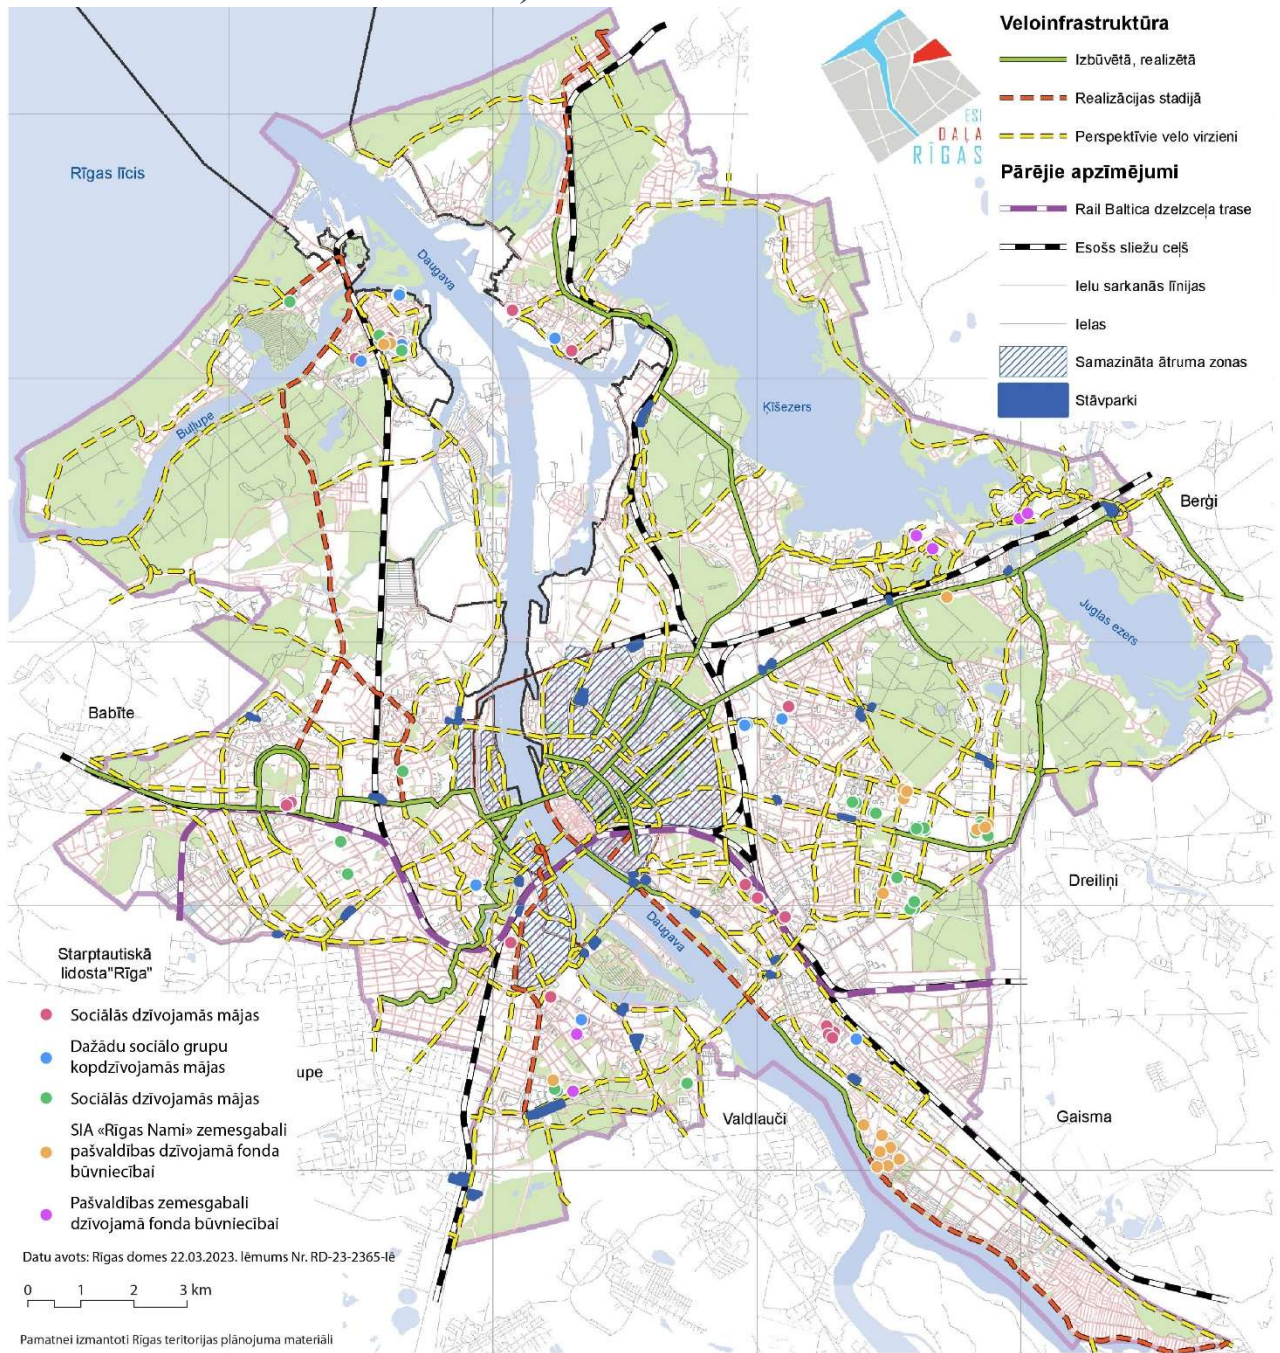 Veloinfrastruktūra
Izbūvētā, realizētā
Realizācijas stadijā
Perspektīvie velo virzieni
Pārējie apzīmējumi
Rail Baltica dzelzceļa trase
Esošs sliežu ceļš
Ielu sarkanās līnijas
Ielas
Samazināta ātruma zonas
Stāvparki
ESI
DAĻA
RĪGAS
Rīgas līcis
Daugava
Buļļupe
Ķīšezers
Berģi
Juglas ezers
Babīte
Dreiliņi
Daugava
Starptautiskā
lidosta"Rīga"
Sociālās dzīvojamās mājas
Dažādu sociālo grupu
kopdzīvojamās mājas
upe
Sociālās dzīvojamās mājas
Valdlauči
Gaisma
SIA «Rīgas Nami» zemesgabali
pašvaldības dzīvojamā fonda
būvniecībai
Pašvaldības zemesgabali
dzīvojamā fonda būvniecībai
Datu avots: Rīgas domes 22.03.2023. lēmums Nr. RD-23-2365-lē
0 1 2 3 km
Pamatnei izmantoti Rīgas teritorijas plānojuma materiāli